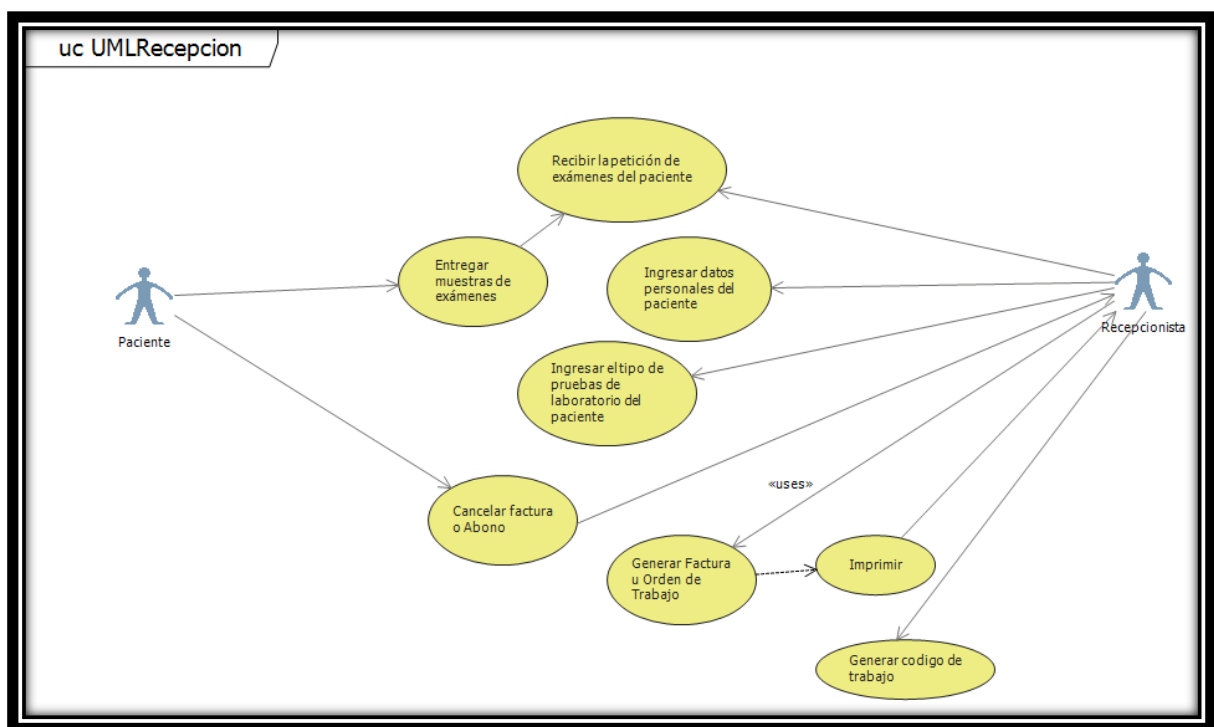 uc UMLRecepcion
Recibir la petición de
exámenes del paciente
Entregar
muestras de
exámenes
Ingresar datos
personales del
paciente
Paciente
Recepcionista
Ingresar el tipo de
pruebas de
laboratorio del
paciente
«uses»
Cancelar factura
o Abono
Generar Factura
u Orden de
Trabajo
Imprimir
Generar codigo de
trabajo